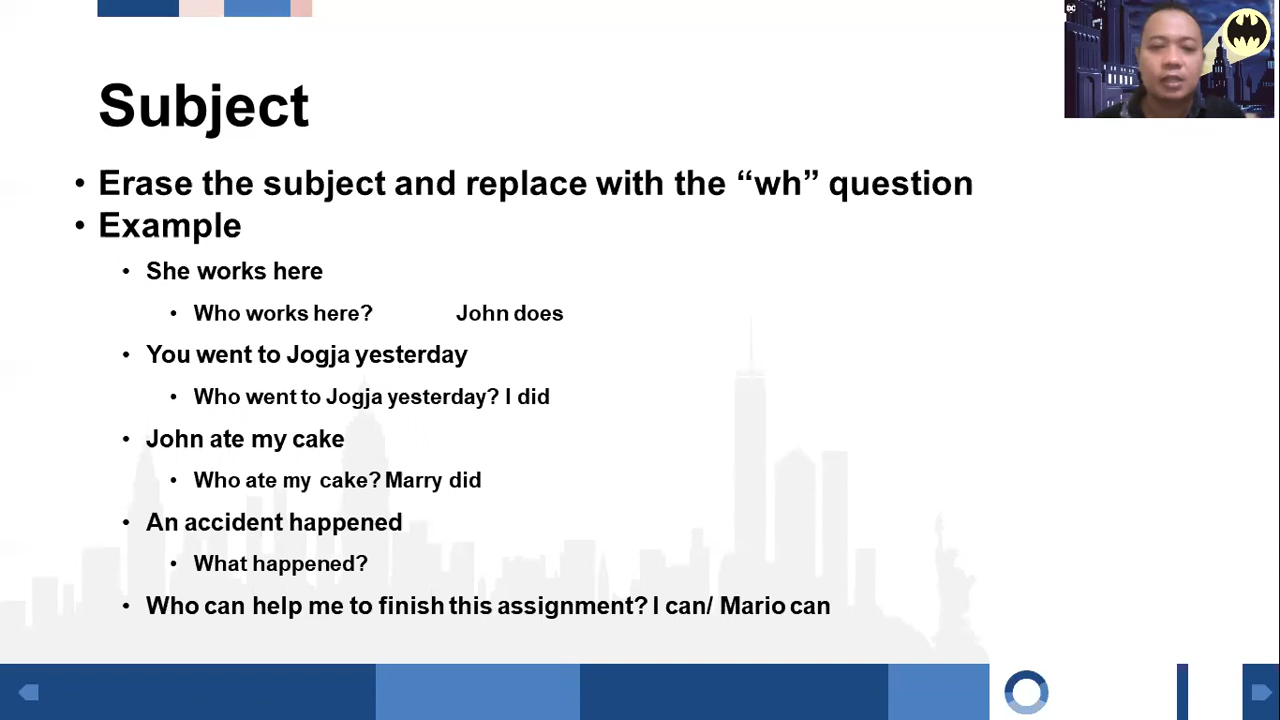 DC
Subject
• Erase the subject and replace with the “wh” question
• Example
• She works here
• Who works here? John does
• You went to Jogja yesterday
• Who went to Jogja yesterday? I did
• John ate my cake
• Who ate my cake? Marry did
• An accident happened
• What happened?
• Who can help me to finish this assignment? I can/ Mario can